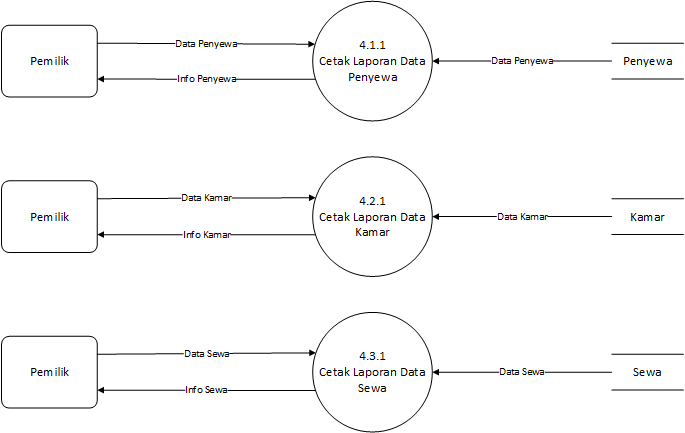 Pemilik
Data Penyewa
Info Penyewa
4.1.1
Cetak Laporan Data
Penyewa
Data Penyewa
Penyewa
Pemilik
Data Kamar
Info Kamar
4.2.1
Cetak Laporan Data
Kamar
Data Kamar
Kamar
Pemilik
Data Sewa
Info Sewa
4.3.1
Cetak Laporan Data
Sewa
Data Sewa
Sewa